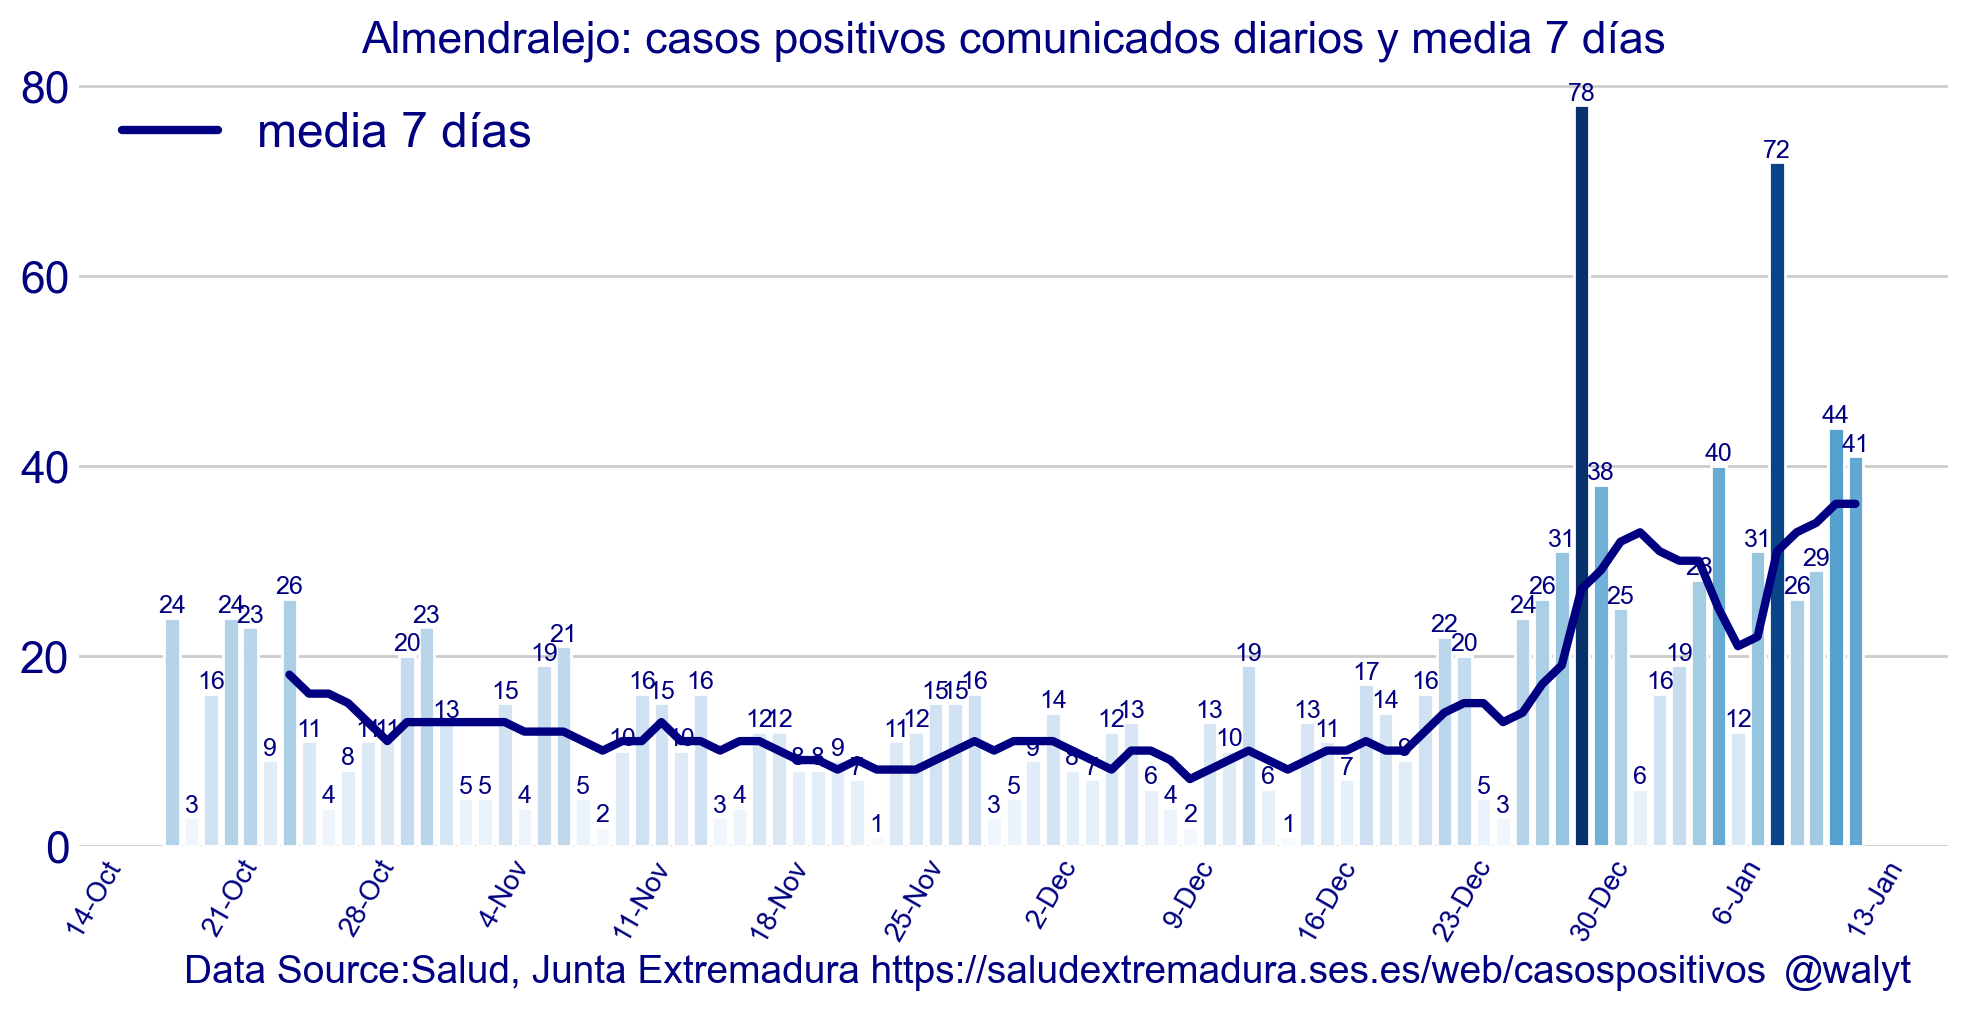 Almendralejo: casos positivos comunicados diarios y media 7 días
80
media 7 días
60
40
20
0
24 3 16 24 23 9 26 11 4 8 11 11 20 23 13 5 5 15 4 19 21 5 2 10 16 15 10 16 3 4 12 12 8 8 9 7 1 11 12 15 15 16 3 5 9 14 8 7 12 13 6 4 2 13 10 19 6 1 13 11 7 17 14 9 16 22 20 5 3 24 26 31 78 38 25 6 16 19 28 40 12 31 72 26 29 44 41
14-Oct 21-Oct 28-Oct 4-Nov 11-Nov 18-Nov 25-Nov 2-Dec 9-Dec 16-Dec 23-Dec 30-Dec 6-Jan 13-Jan
Data Source:Salud, Junta Extremadura https://saludextremadura.ses.es/web/casospositivos @walyt